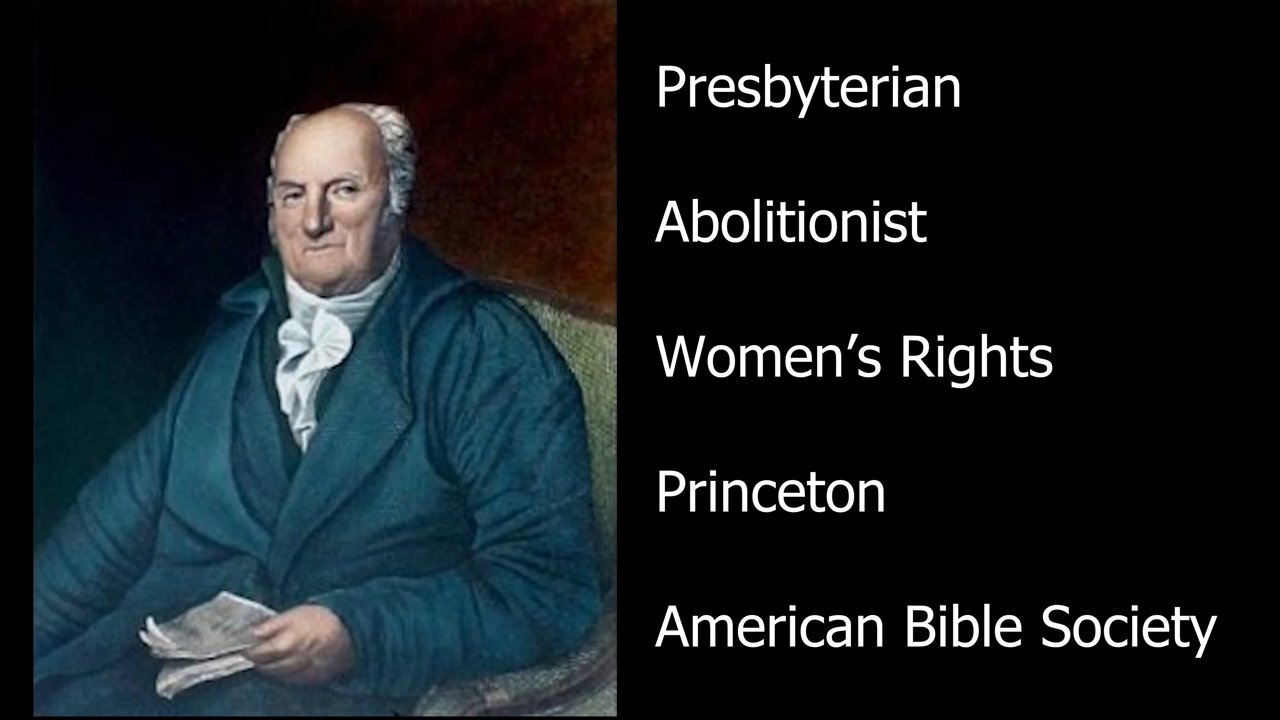 Presbyterian
Abolitionist
Women’s Rights
Princeton
American Bible Society